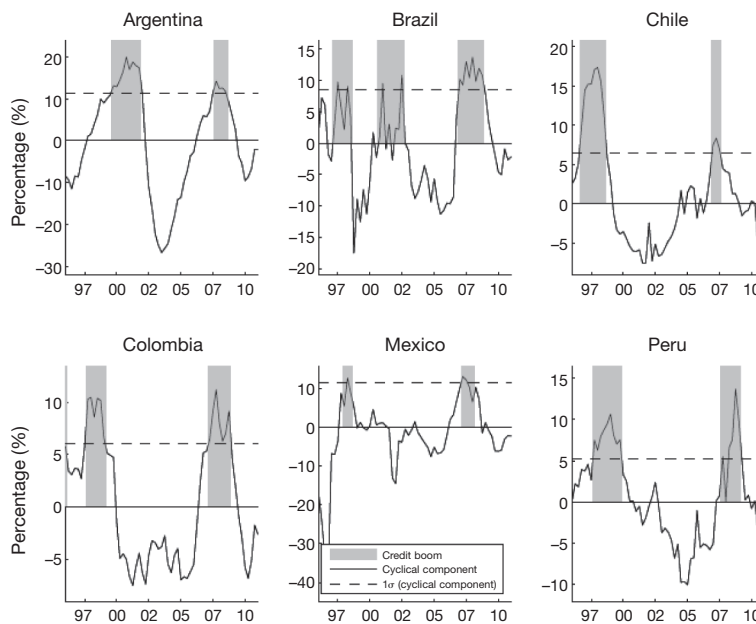 Argentina
Brazil
Chile
Percentage (%)
20
10
0
−10
−20
−30
97 00 02 05 07 10
15
10
5
0
−5
−10
−15
−20
97 00 02 05 07 10
20
15
10
5
0
−5
97 00 02 05 07 10
Colombia
Mexico
Peru
Percentage (%)
10
5
0
−5
97 00 02 05 07 10
10
0
−10
−20
−30
−40
Credit boom
Cyclical component
1σ (cyclical component)
97 00 02 05 07 10
15
10
5
0
−5
−10
97 00 02 05 07 10